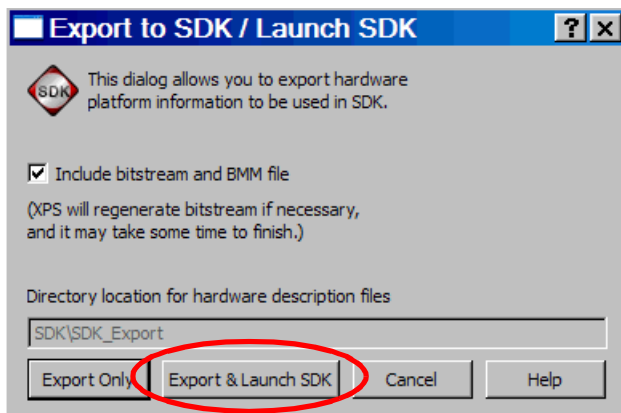 Export to SDK / Launch SDK
SDK
This dialog allows you to export hardware
platform information to be used in SDK.
Include bitstream and BMM file
(XPS will regenerate bitstream if necessary,
and it may take some time to finish.)
Directory location for hardware description files
SDK\SDK_Export
Export Only Export & Launch SDK Cancel Help